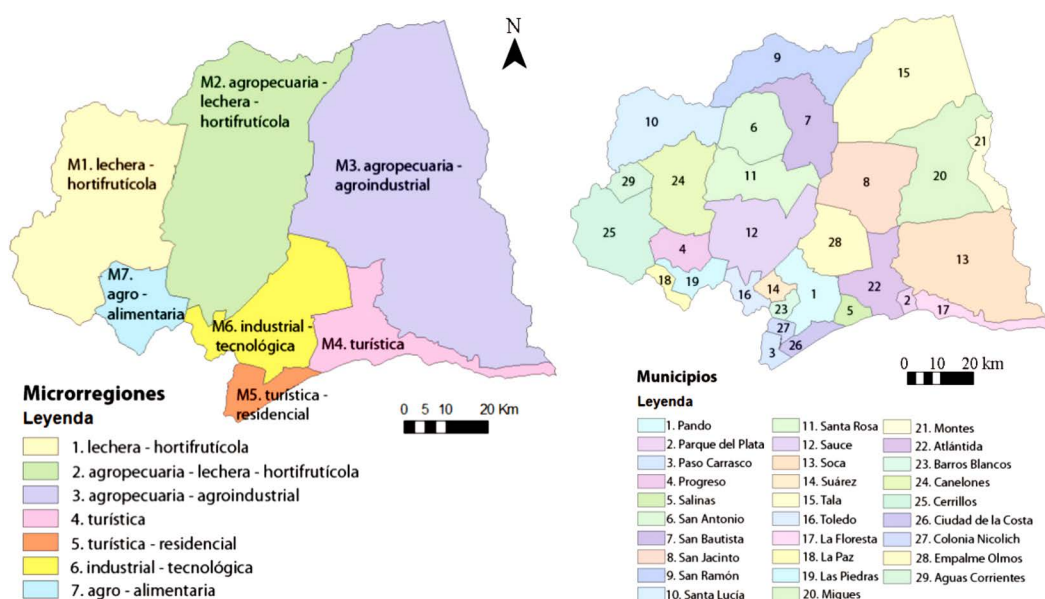 N
M2. agropecuaria -
lechera -
hortifrutícola
M1. lechera -
hortifrutícola
M3. agropecuaria -
agroindustrial
M7.
agro -
alimentaria
M6. industrial -
tecnológica
M4. turística
M5. turística -
residencial
0 5 10 20 Km
Microrregiones
Leyenda
1. lechera - hortifrutícola
2. agropecuaria - lechera - hortifrutícola
3. agropecuaria - agroindustrial
4. turística
5. turística - residencial
6. industrial - tecnológica
7. agro - alimentaria
9
15
10
6
7
21
29
24
11
8
20
25
12
4
28
13
18
19
16
14
1
22
23
5
2
17
27
26
3
0 10 20 km
Municipios
Leyenda
1. Pando
2. Parque del Plata
3. Paso Carrasco
4. Progreso
5. Salinas
6. San Antonio
7. San Bautista
8. San Jacinto
9. San Ramón
10. Santa Lucía
11. Santa Rosa
12. Sauce
13. Soca
14. Suárez
15. Tala
16. Toledo
17. La Floresta
18. La Paz
19. Las Piedras
20. Migues
21. Montes
22. Atlántida
23. Barros Blancos
24. Canelones
25. Cerrillos
26. Ciudad de la Costa
27. Colonia Nicolich
28. Empalme Olmos
29. Aguas Corrientes